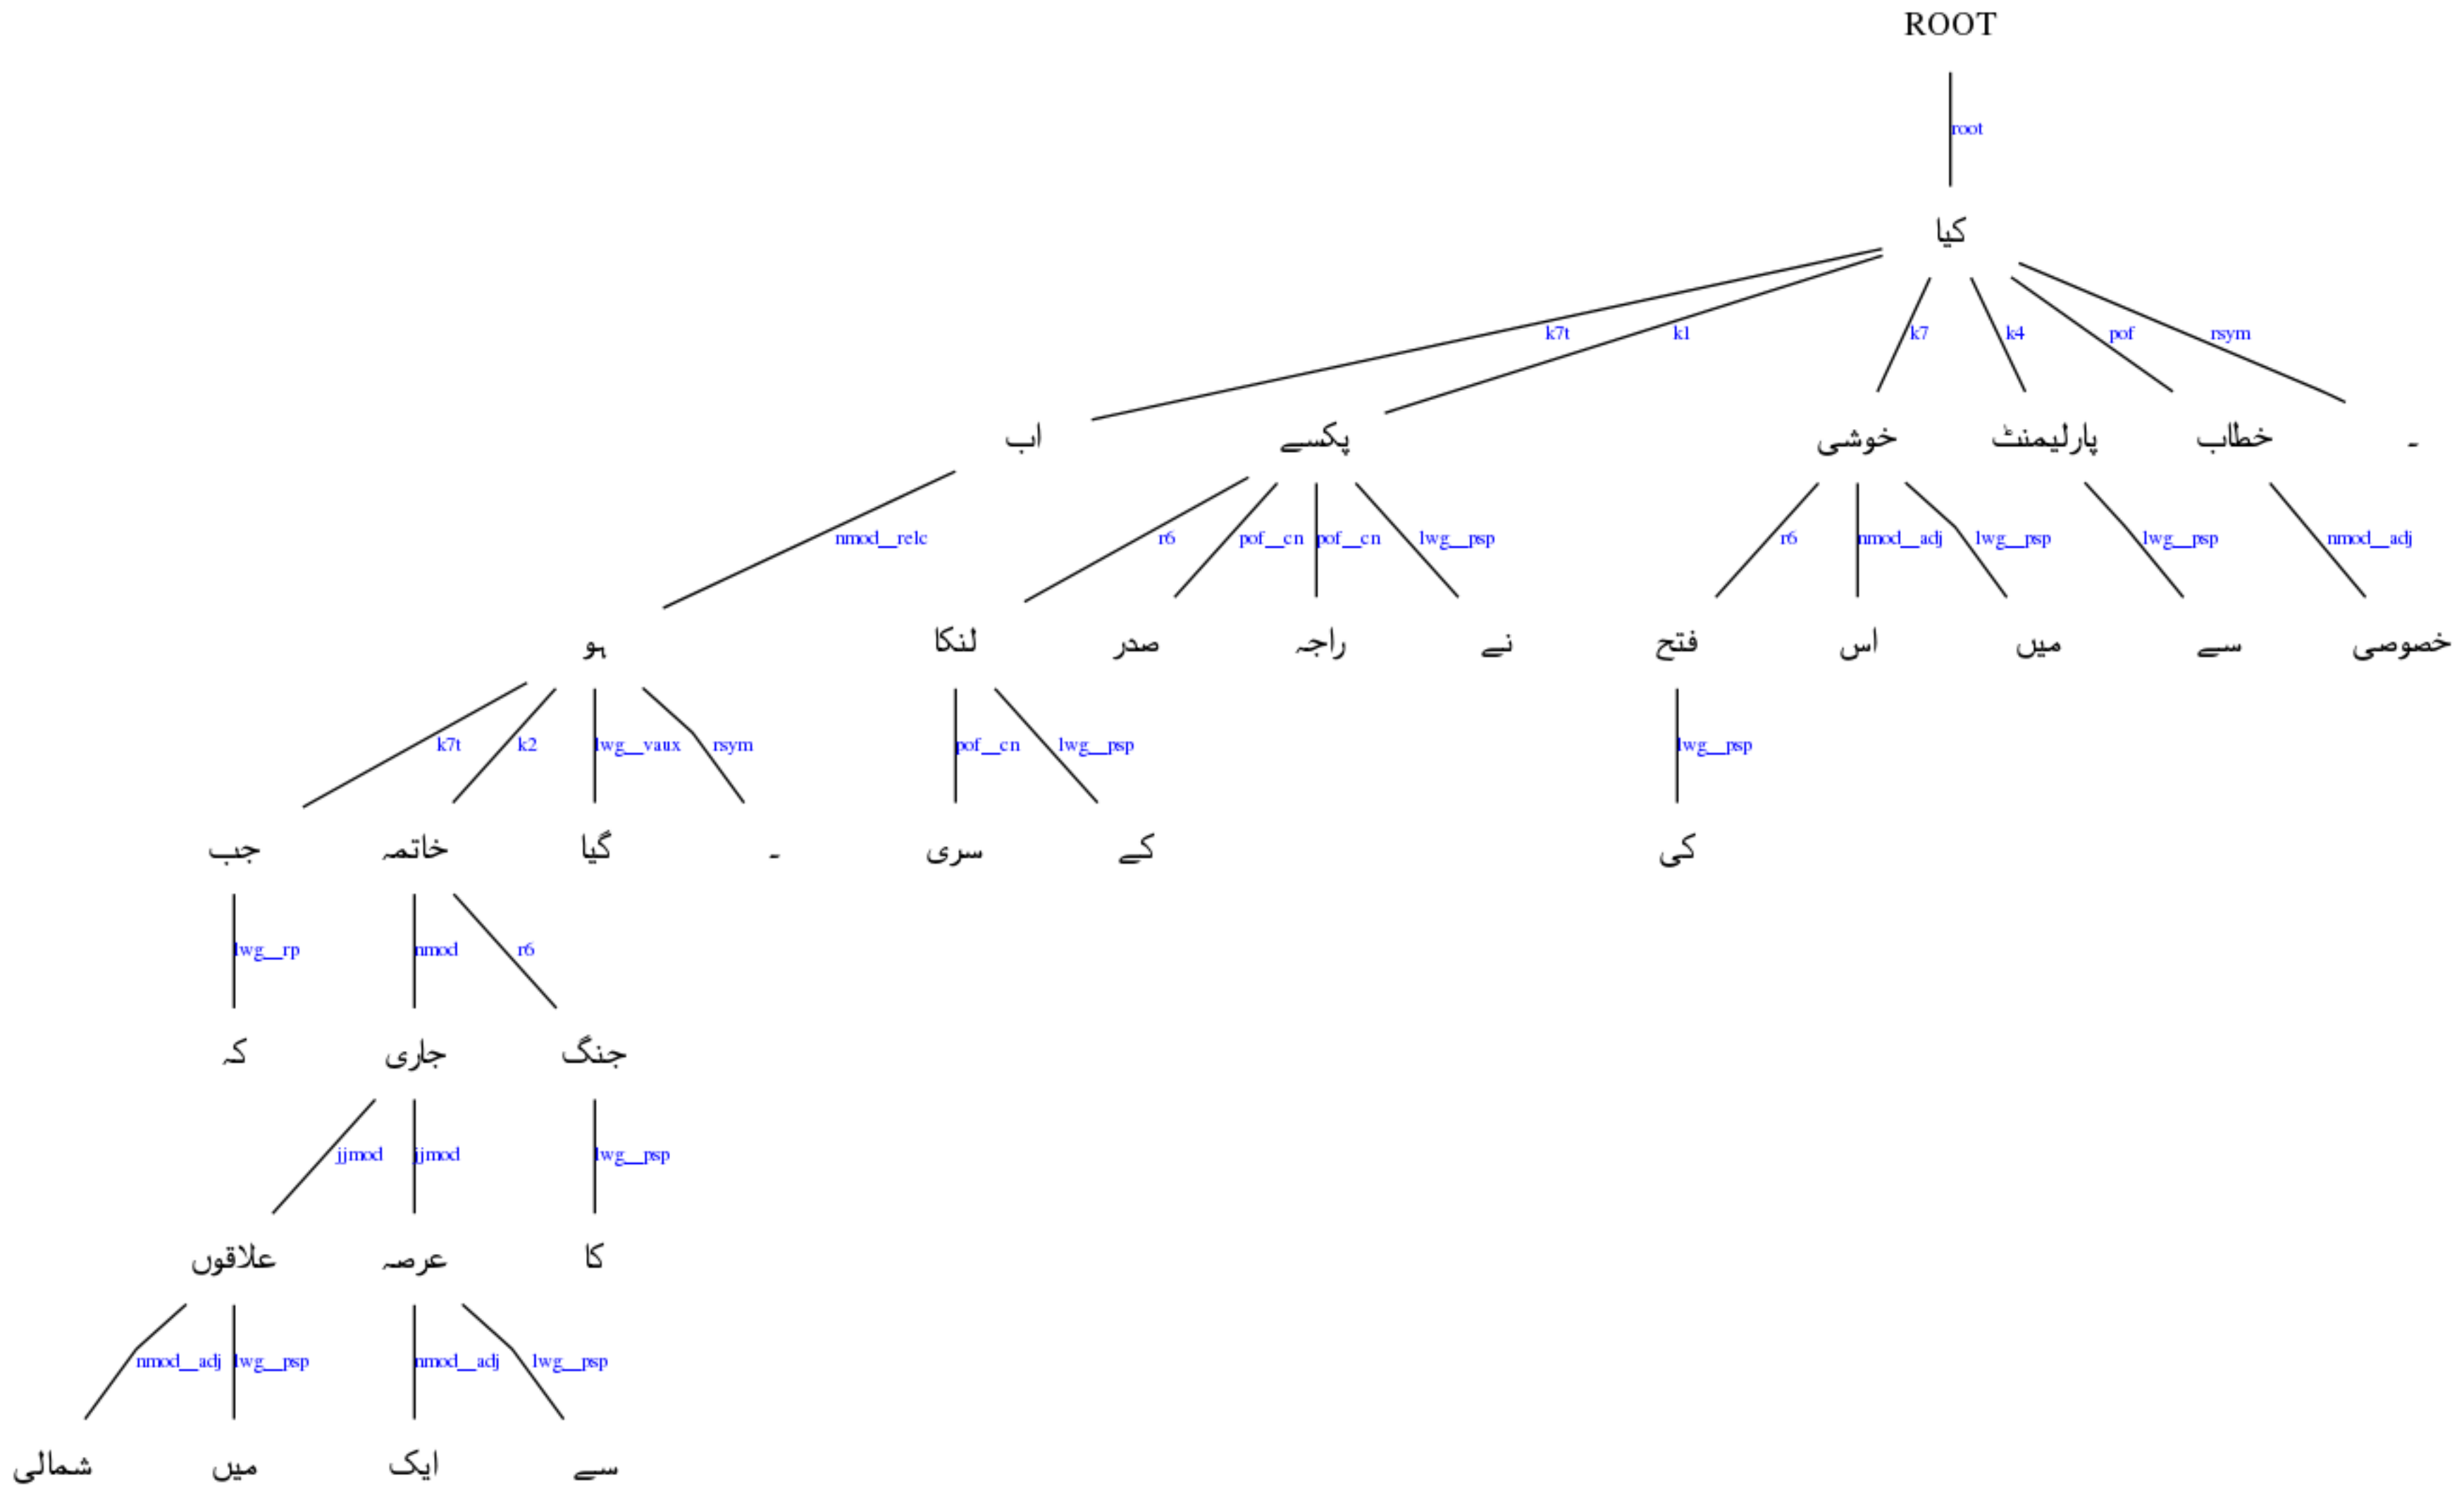 ROOT
root
کیا
k7t k1 k7 k4 pof rsym
اب پکسے خوشی پارلیمنٹ خطاب ۔
nmod__relc r6 pof__cn pof__cn lwg__psp r6 nmod__adj lwg__psp lwg__psp nmod__adj
ہو لنکا صدر راجہ نے فتح اس میں سے خصوصی
k7t k2 lwg__vaux rsym pof__cn lwg__psp lwg__psp
جب خاتمہ گیا ۔ سری کے کی
lwg__rp nmod r6
کہ جاری جنگ
jjmod jjmod lwg__psp
علاقوں عرصہ کا
nmod__adj lwg__psp nmod__adj lwg__psp
شمالی میں ایک سے